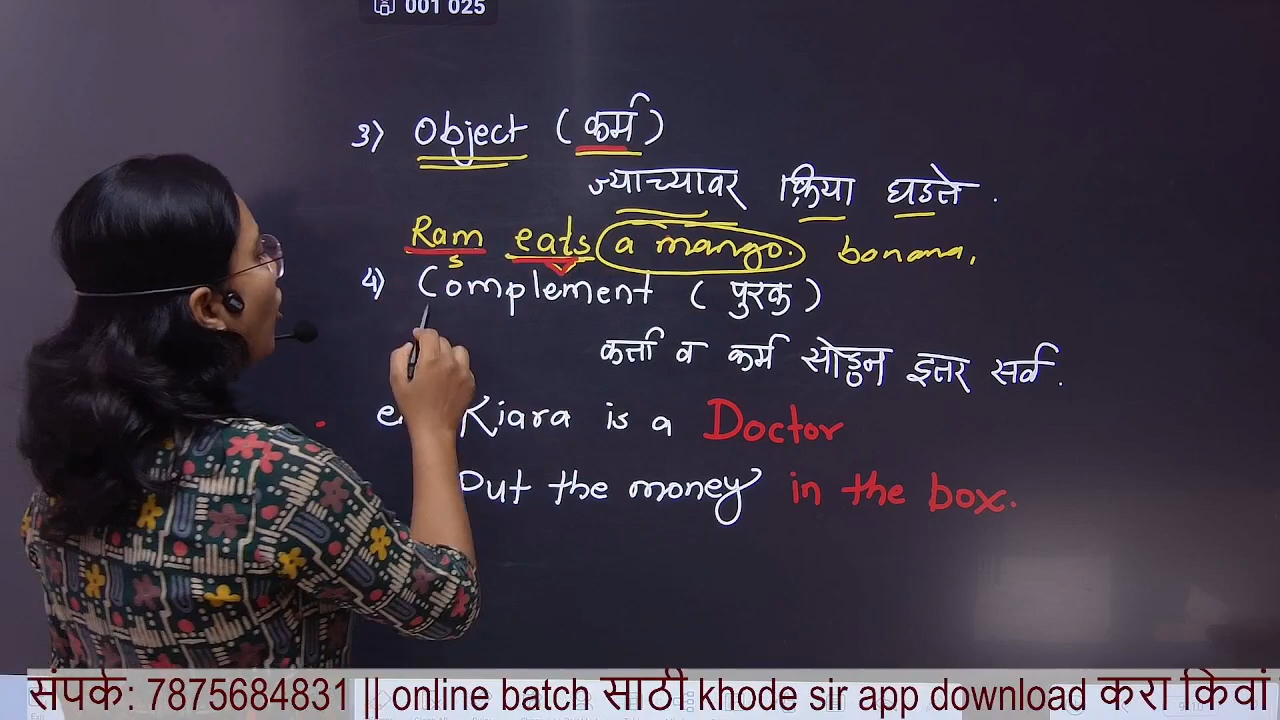 001 025
3) Object (कर्म)
ज्याच्यावर क्रिया घडते .
Ram eats a mango. banana,
s
4) Complement ( पुरक )
कर्त्ता व कर्म सोडुन इतर सर्व .
Kiara is a Doctor
Put the money in the box.
संपर्क: 7875684831 || online batch साठी khode sir app download करा किवां